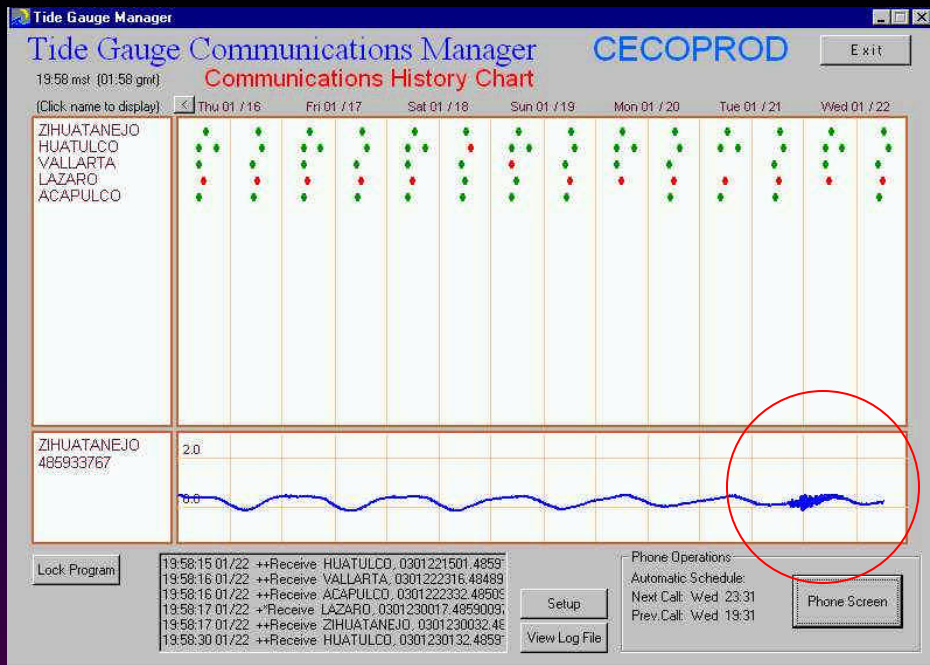 Tide Gauge Manager
Tide Gauge Communications Manager
CECOPROD
Exit
19:58 mst (01:58 gmt)
Communications History Chart
(Click name to display)
<
Thu 01 / 16
Fri 01 / 17
Sat 01 / 18
Sun 01 / 19
Mon 01 / 20
Tue 01 / 21
Wed 01 / 22
ZIHUATANEJO
HUATULCO
VALLARTA
LAZARO
ACAPULCO
ZIHUATANEJO
485933767
2.0
0.0
Lock Program
19:58:15 01/22 ++Receive HUATULCO, 0301221501.4859
19:58:16 01/22 ++Receive VALLARTA, 0301222316.48489
19:58:16 01/22 ++Receive ACAPULCO, 0301222332.4850
19:58:17 01/22 +*Receive LAZARO, 0301230017.4859009
19:58:17 01/22 ++Receive ZIHUATANEJO, 0301230032.48
19:58:30 01/22 ++Receive HUATULCO, 0301230132.4859
Setup
View Log File
Phone Operations
Automatic Schedule:
Next Call: Wed 23:31
Prev.Call: Wed 19:31
Phone Screen